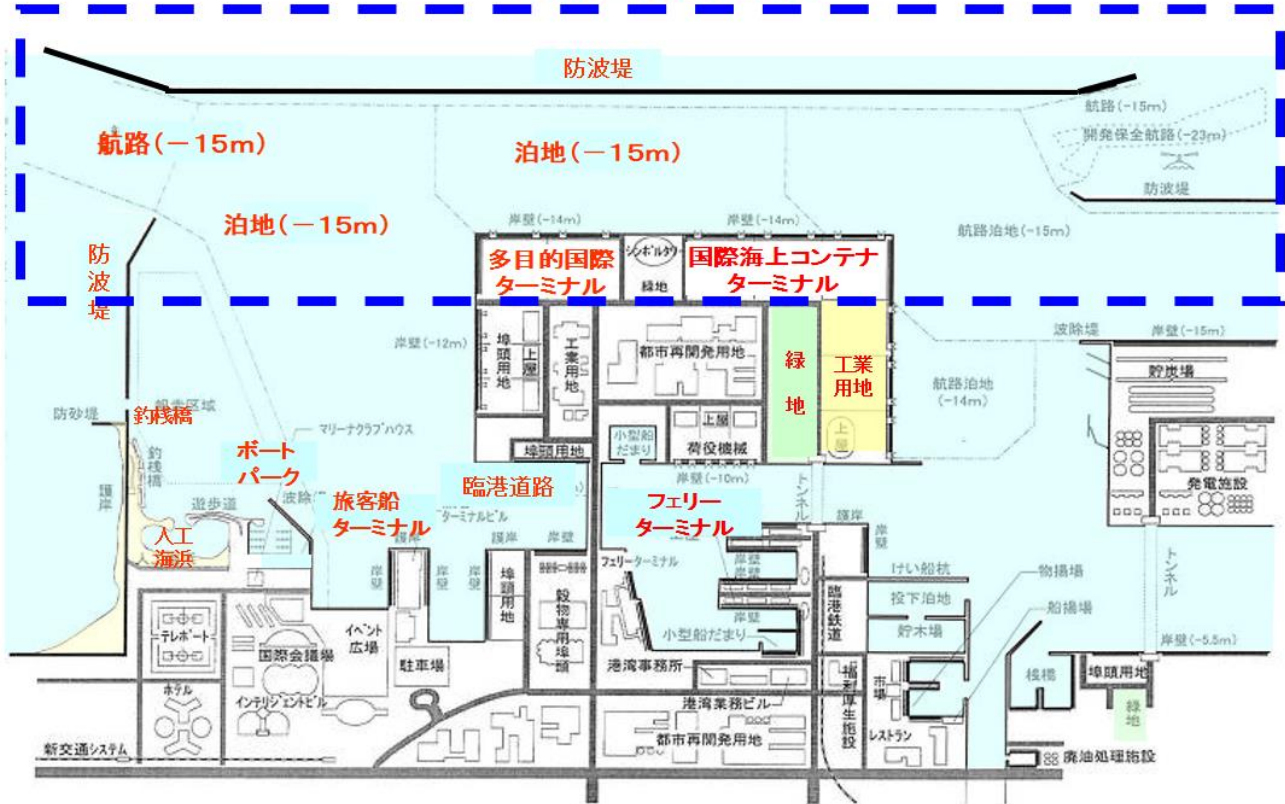 防波堤
航路(-15m)
航路(-15m)
泊地(-15m)
開発保全航路(-23m)
防波堤
泊地(-15m)
岸壁(-14m)
岸壁(-14m)
航路泊地(-15m)
防波堤
多目的国際
ターミナル
シンボルタワー
緑地
国際海上コンテナ
ターミナル
岸壁(-12m)
埠頭用地
上屋
工業用地
都市再開発用地
緑地
工業
用地
上屋
航路泊地
(-14m)
波除堤
岸壁(-15m)
貯炭場
防砂堤
釣桟橋
マリーナクラブハウス
小型船
だまり
上屋
荷役機械
埠頭用地
ボート
パーク
釣桟橋
護岸
遊歩道
旅客船
ターミナル
ターミナルビル
臨港道路
岸壁(-10m)
フェリー
ターミナル
トンネル
発電施設
人工
海浜
護岸
護岸
岸壁
護岸
岸壁
岸壁
岸壁
岸壁
埠頭用地
穀物専用埠頭
フェリーターミナル
岸壁
岸壁
岸壁
小型船だまり
臨港鉄道
けい船杭
投下泊地
貯木場
物揚場
船揚場
トンネル
岸壁(-5.5m)
テレポート
国際会議場
イベント
広場
駐車場
港湾事務所
港湾業務ビル
福利厚生施設
市場
レストラン
桟橋
埠頭用地
緑地
ホテル
インテリジェントビル
都市再開発用地
新交通システム
廃油処理施設